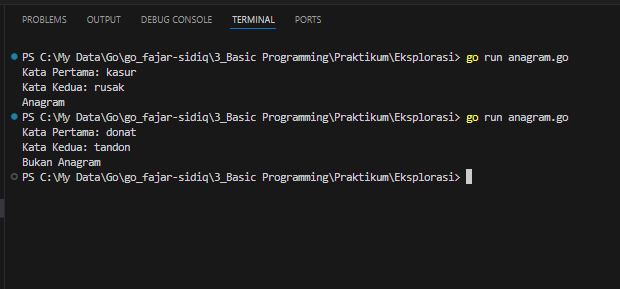 PROBLEMS OUTPUT DEBUG CONSOLE TERMINAL PORTS
PS C:\My Data\Go\go_fajar-sidiq\3_Basic Programming\Praktikum\Eksplorasi> go run anagram.go
Kata Pertama: kasur
Kata Kedua: rusak
Anagram
PS C:\My Data\Go\go_fajar-sidiq\3_Basic Programming\Praktikum\Eksplorasi> go run anagram.go
Kata Pertama: donat
Kata Kedua: tandon
Bukan Anagram
PS C:\My Data\Go\go_fajar-sidiq\3_Basic Programming\Praktikum\Eksplorasi>